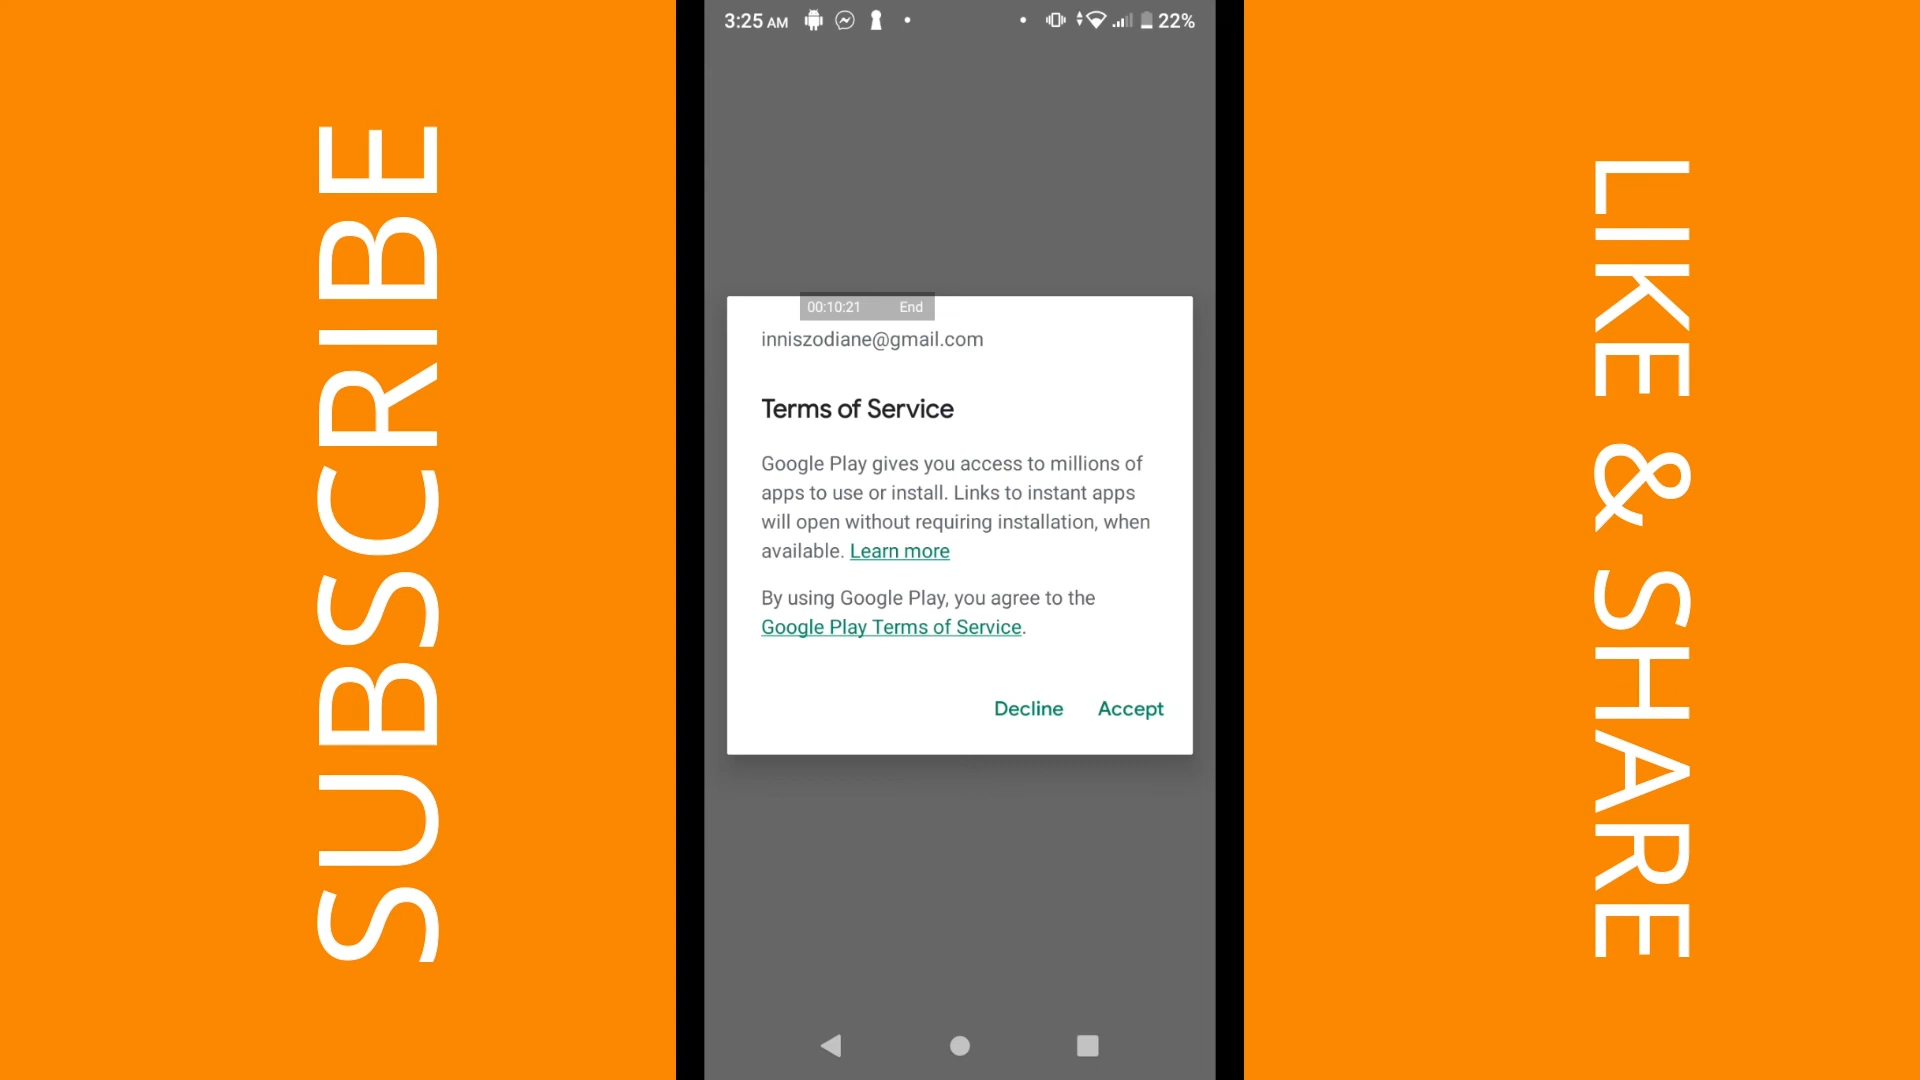 SUBSCRIBE
3:25 AM
22%
00:10:21 End
inniszodiane@gmail.com
Terms of Service
Google Play gives you access to millions of
apps to use or install. Links to instant apps
will open without requiring installation, when
available. Learn more
By using Google Play, you agree to the
Google Play Terms of Service.
Decline Accept
LIKE & SHARE